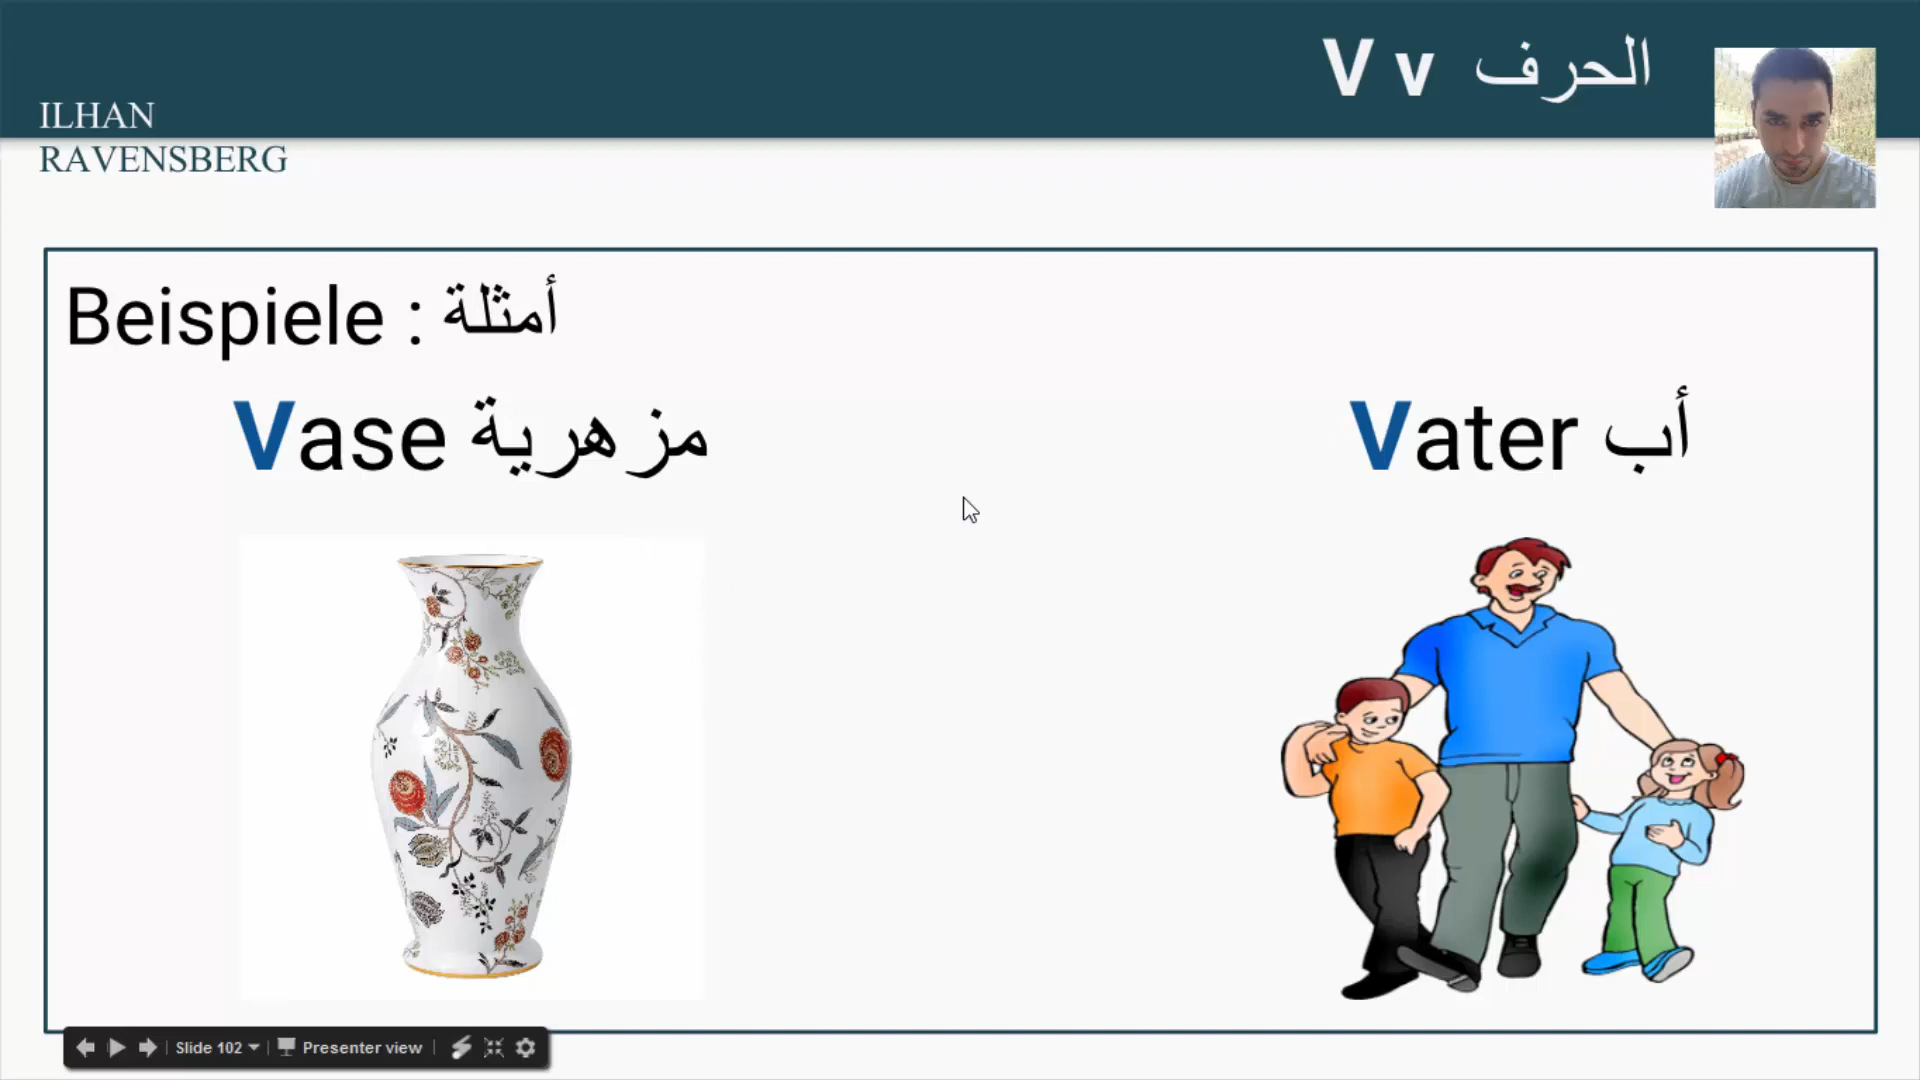 V v الحرف
ILHAN
RAVENSBERG
Beispiele : أمثلة
Vase مزهرية
Vater أب
Slide 102
Presenter view